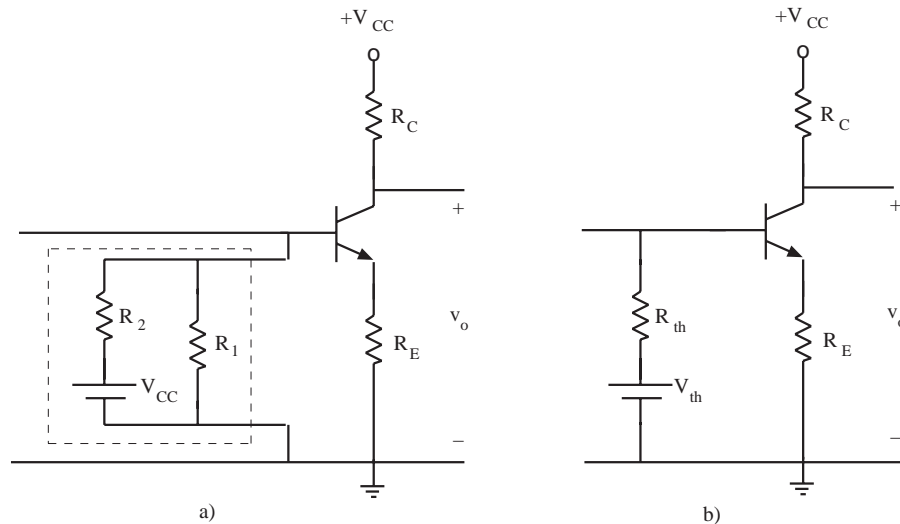 +V CC
R C
+
R 2
R 1
V CC
R E
v o
−
a)
+V CC
R C
+
R th
V th
R E
v o
−
b)